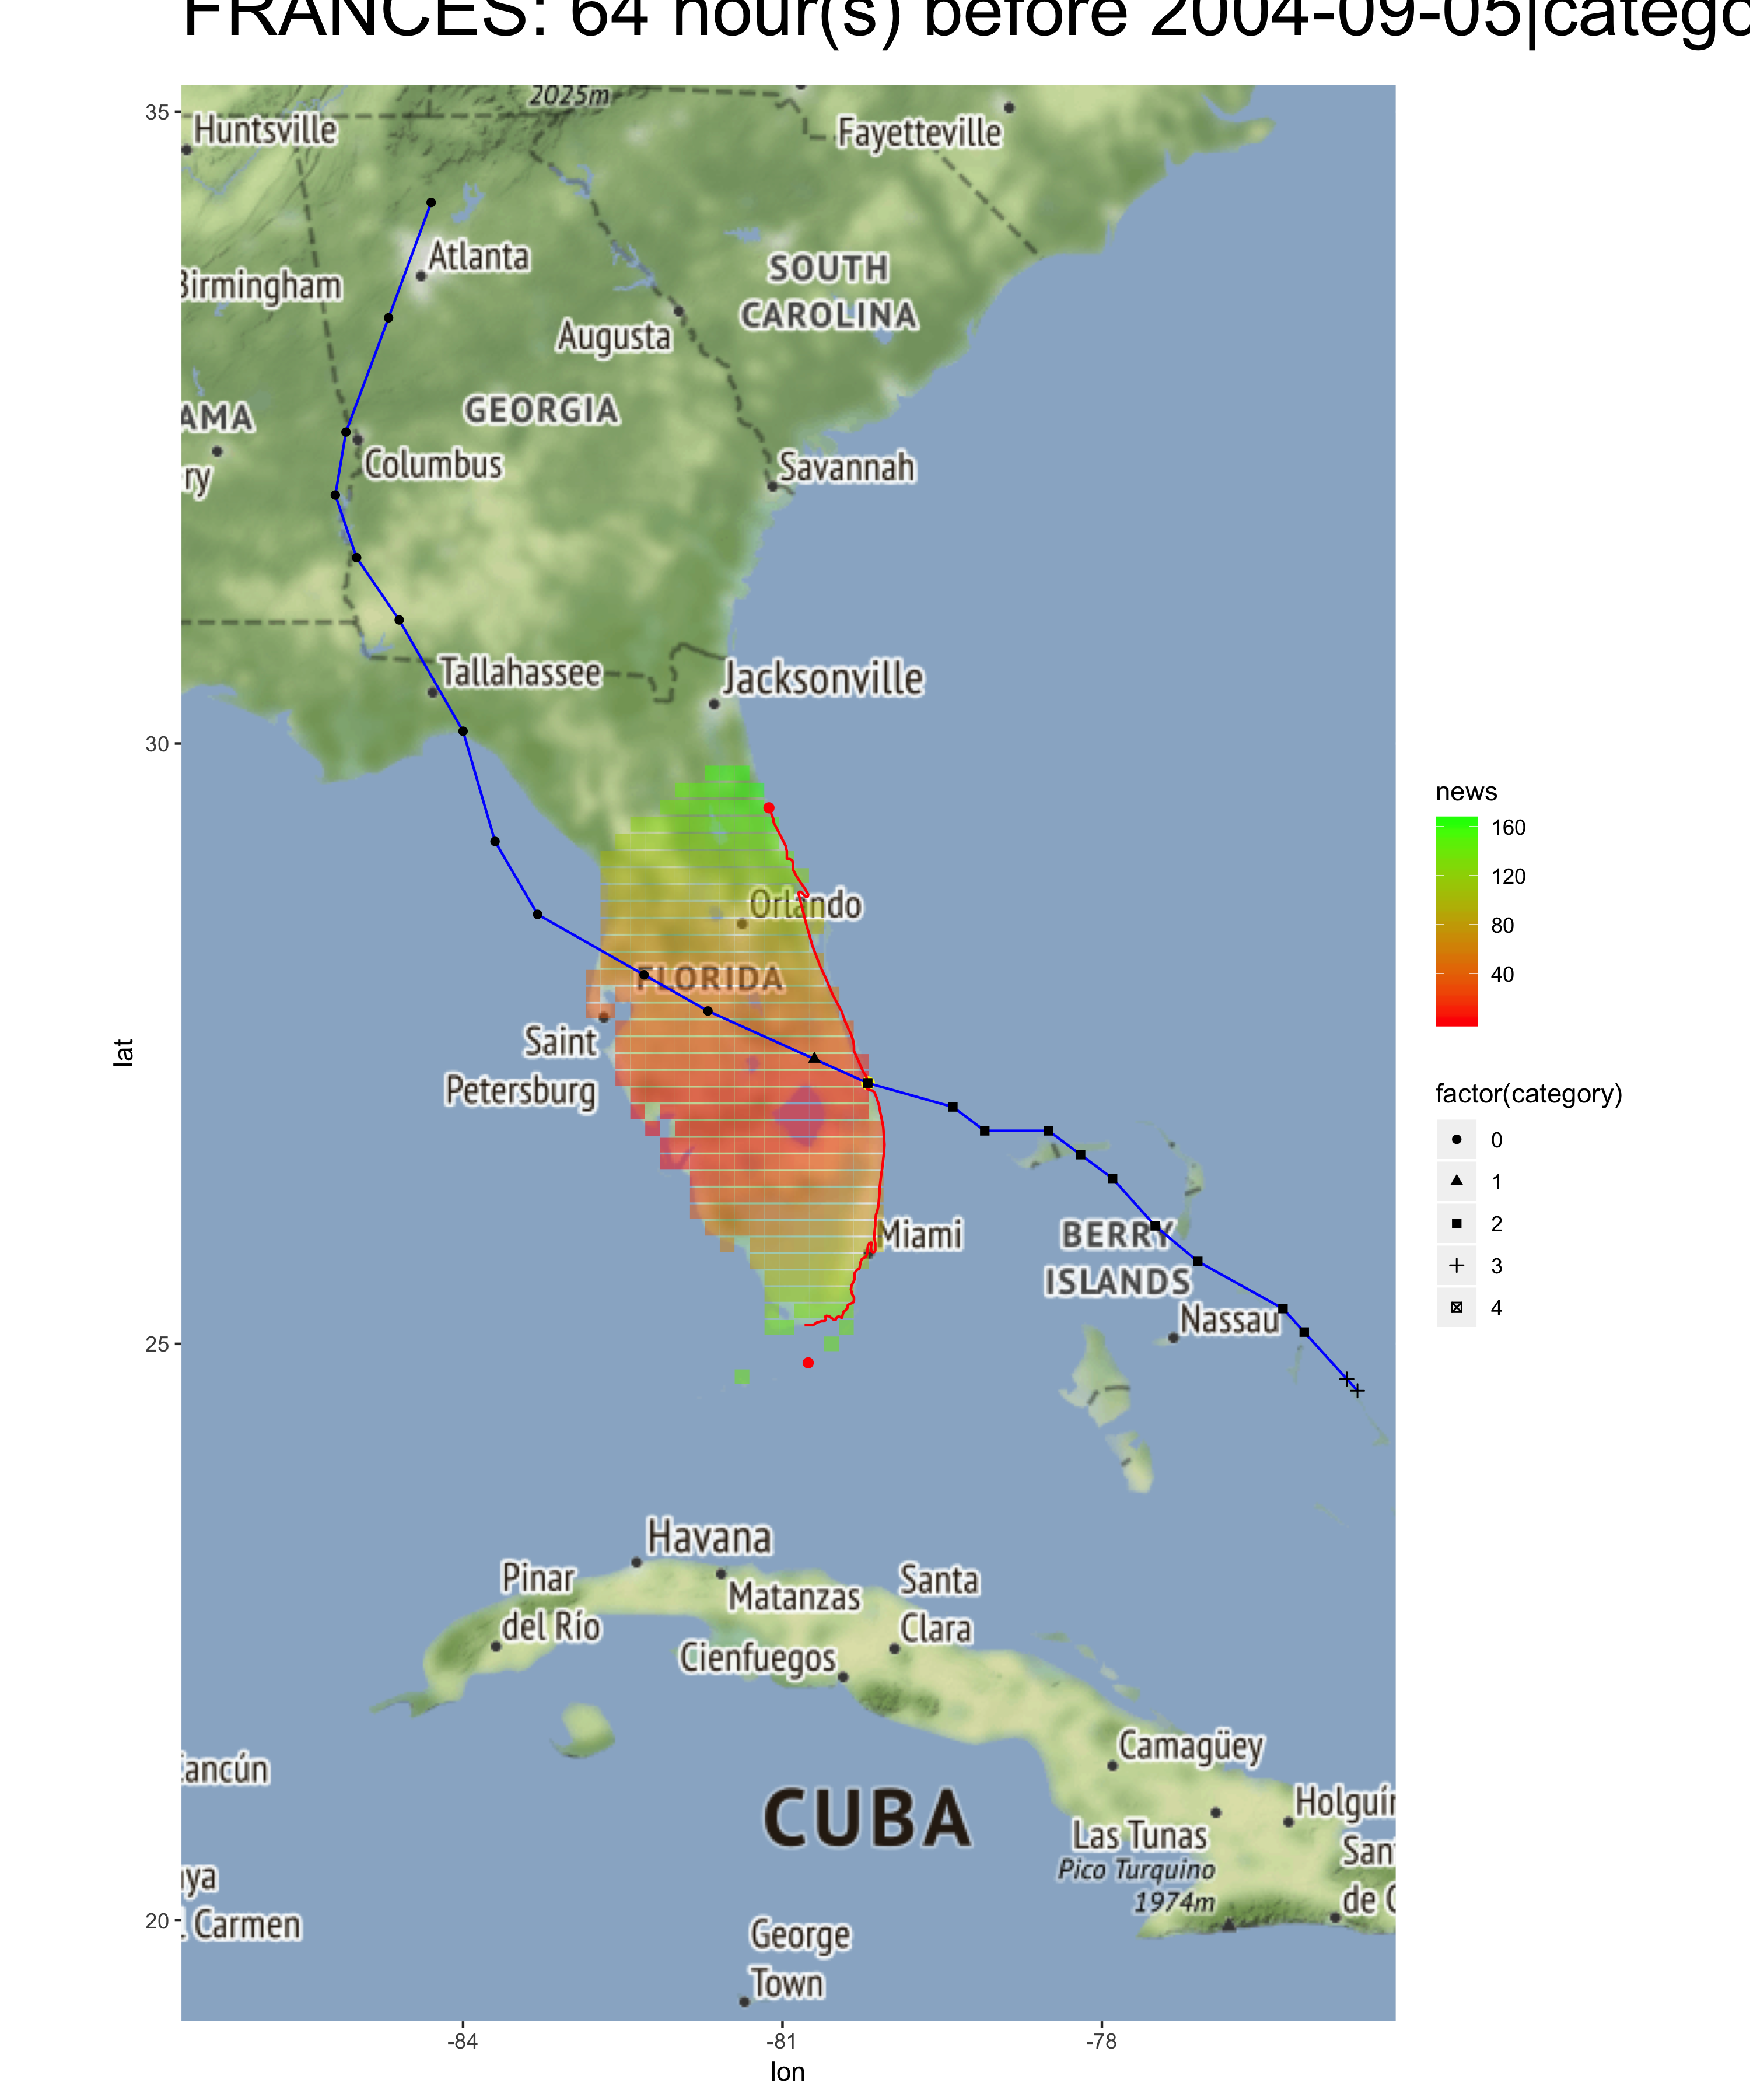 FRANCES: 64 hour(s) before 2004-09-05|catego
2025m
35
Huntsville
Fayetteville
Atlanta
SOUTH
CAROLINA
Birmingham
Augusta
GEORGIA
AMA
Columbus
Savannah
ry
Tallahassee
Jacksonville
30
news
160
120
80
40
Orlando
FLORIDA
Saint
Petersburg
lat
factor(category)
0
1
2
3
4
Miami
BERRY
ISLANDS
Nassau
25
Havana
Pinar
del Río
Matanzas
Santa
Clara
Cienfuegos
Camagüey
Cancún
CUBA
Holguín
Las Tunas
Pico Turquino
1974m
San
de C
ya
Carmen
20
George
Town
-84
-81
-78
lon